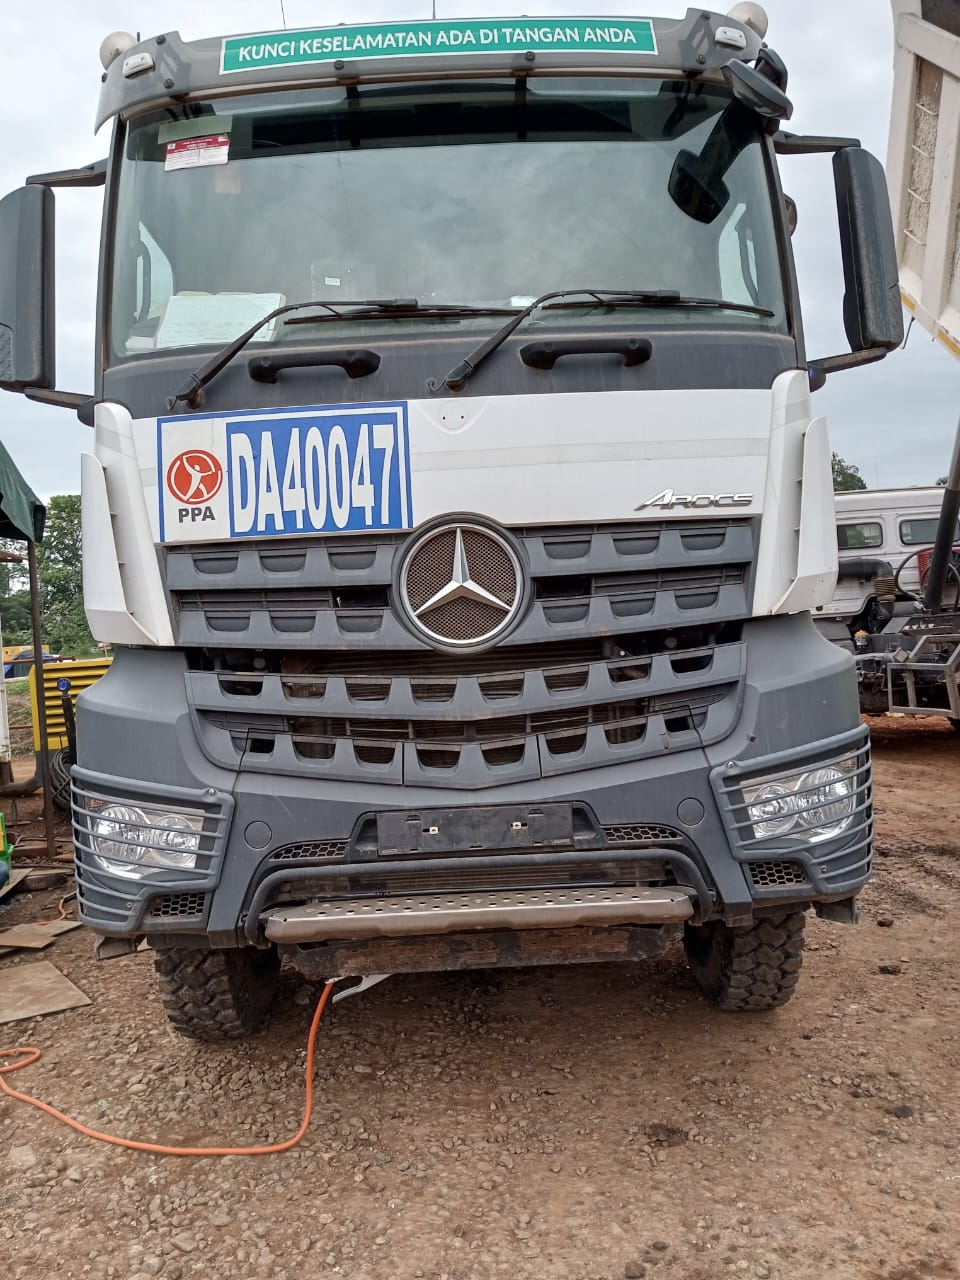 KUNCI KESELAMATAN ADA DI TANGAN ANDA
PPA
DA40047
AROCS